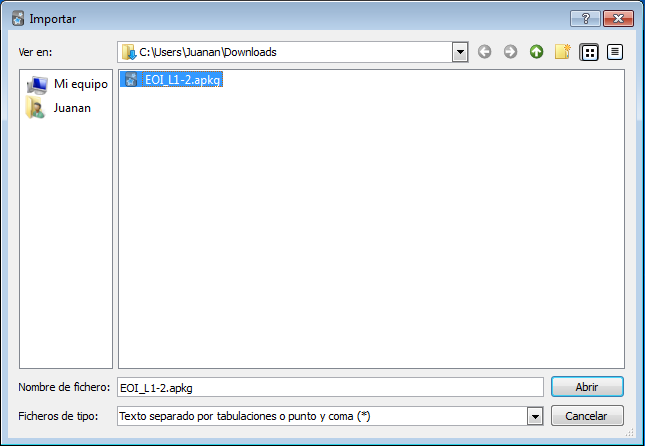 Importar
Ver en:
C:\Users\Juanan\Downloads
Mi equipo
Juanan
EOI_L1-2.apkg
Nombre de fichero:
EOI_L1-2.apkg
Abrir
Ficheros de tipo:
Texto separado por tabulaciones o punto y coma (*)
Cancelar